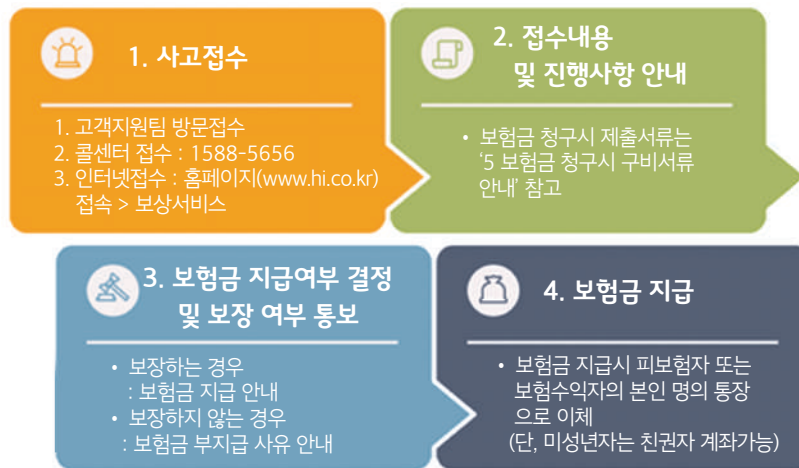 1. 사고접수
1. 고객지원팀 방문접수
2. 콜센터 접수 : 1588-5656
3. 인터넷접수 : 홈페이지(www.hi.co.kr)
접속 > 보상서비스
2. 접수내용
및 진행사항 안내
• 보험금 청구시 제출서류는
‘5 보험금 청구시 구비서류
안내’ 참고
3. 보험금 지급여부 결정
및 보장 여부 통보
• 보장하는 경우
: 보험금 지급 안내
• 보장하지 않는 경우
: 보험금 부지급 사유 안내
4. 보험금 지급
• 보험금 지급시 피보험자 또는
보험수익자의 본인 명의 통장
으로 이체
(단, 미성년자는 친권자 계좌가능)